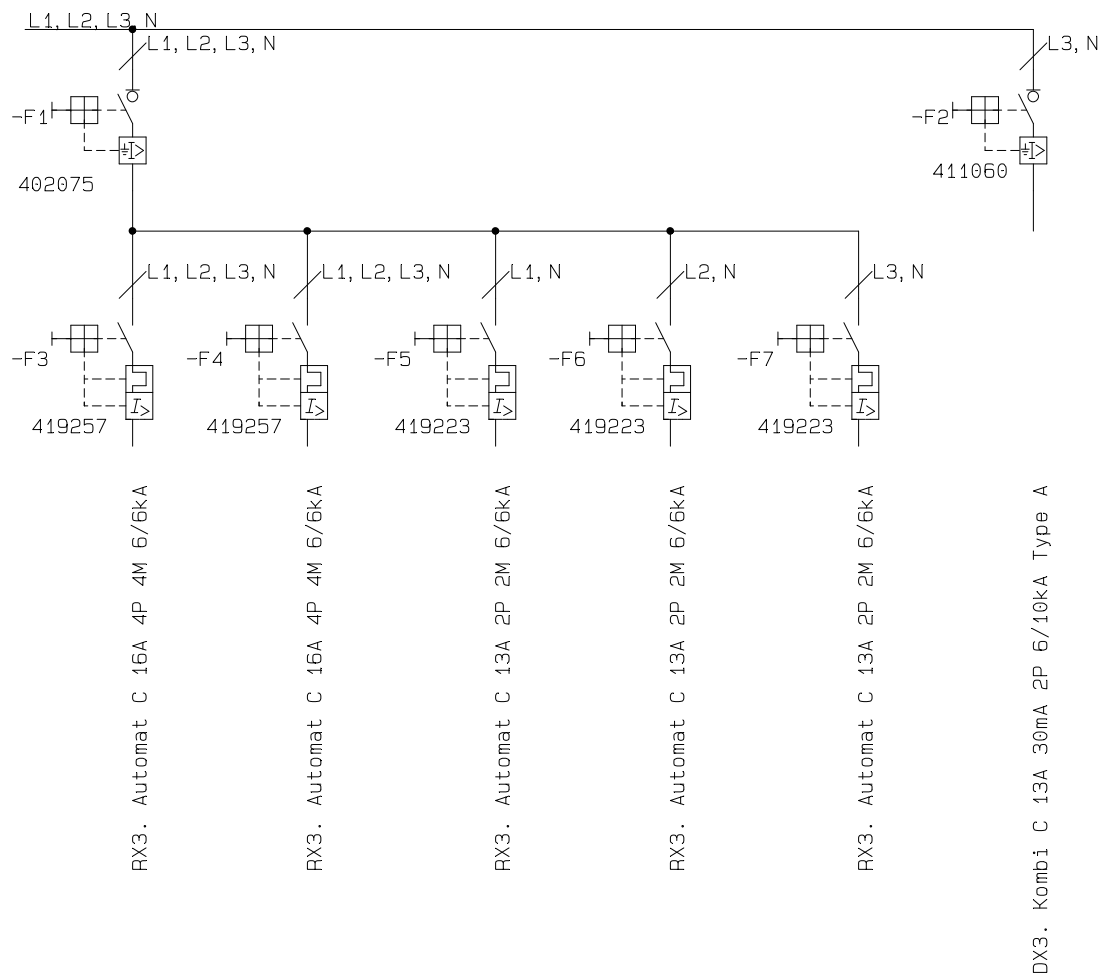 L1, L2, L3, N
L1, L2, L3, N
L3, N
-F1
-F2
402075
411060
L1, L2, L3, N
L1, L2, L3, N
L1, N
L2, N
L3, N
-F3
-F4
-F5
-F6
-F7
I>
I>
I>
I>
I>
419257
419257
419223
419223
419223
RX3. Automat C 16A 4P 4M 6/6kA
RX3. Automat C 16A 4P 4M 6/6kA
RX3. Automat C 13A 2P 2M 6/6kA
RX3. Automat C 13A 2P 2M 6/6kA
RX3. Automat C 13A 2P 2M 6/6kA
DX3. Kombi C 13A 30mA 2P 6/10kA Type A